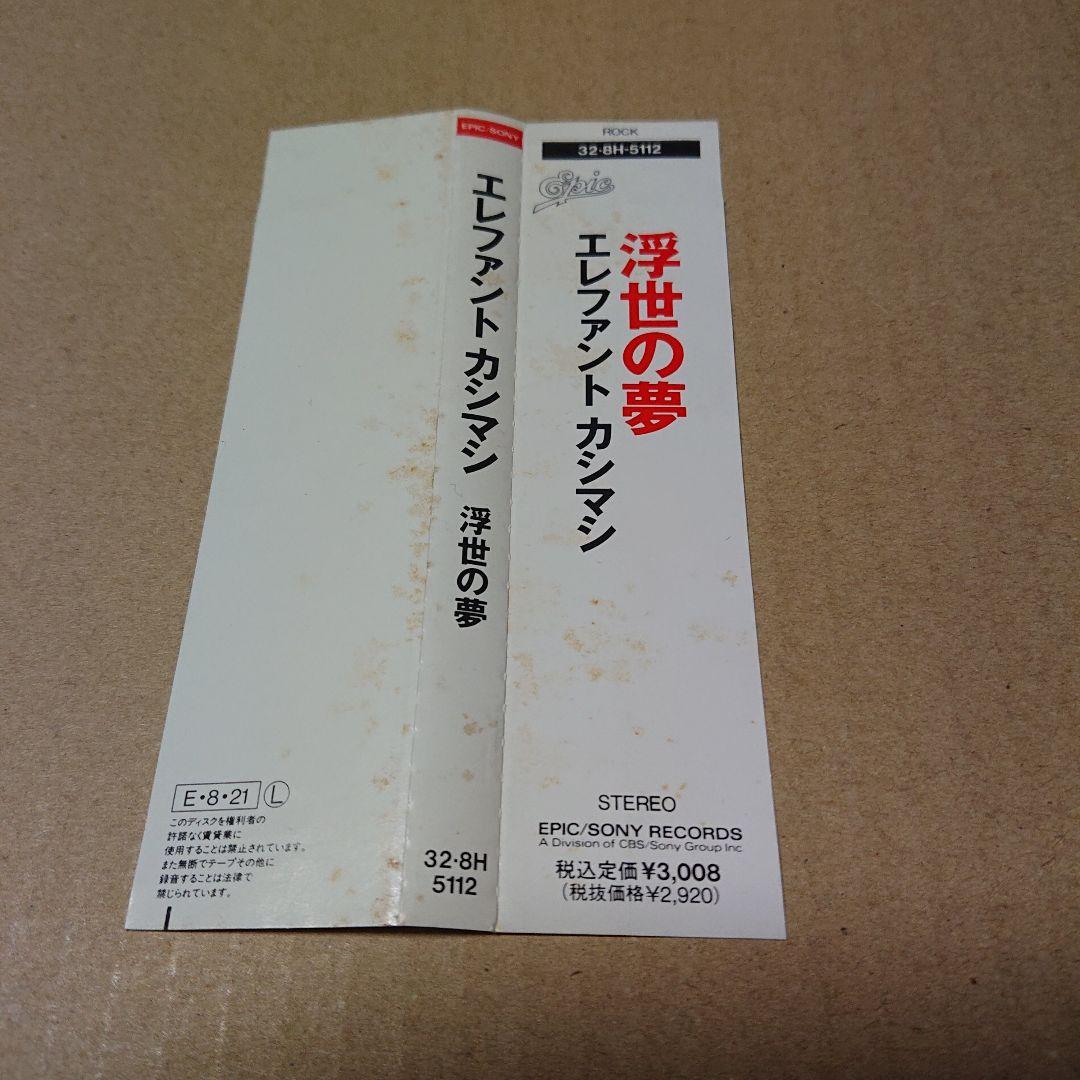 ROCK
32・8H-5112
Epic
浮世の夢
エレファント カシマシ
STEREO
EPIC/SONY RECORDS
A Division of CBS/Sony Group Inc
税込定価¥3,008
(税抜価格¥2,920)
EPIC/SONY
エレファント カシマシ 浮世の夢
32・8H
5112
E・8・21 Ⓛ
このディスクを権利者の
許諾なく賃貸業に
使用することは禁止されています。
また無断でテープその他に
録音することは法律で
禁じられています。